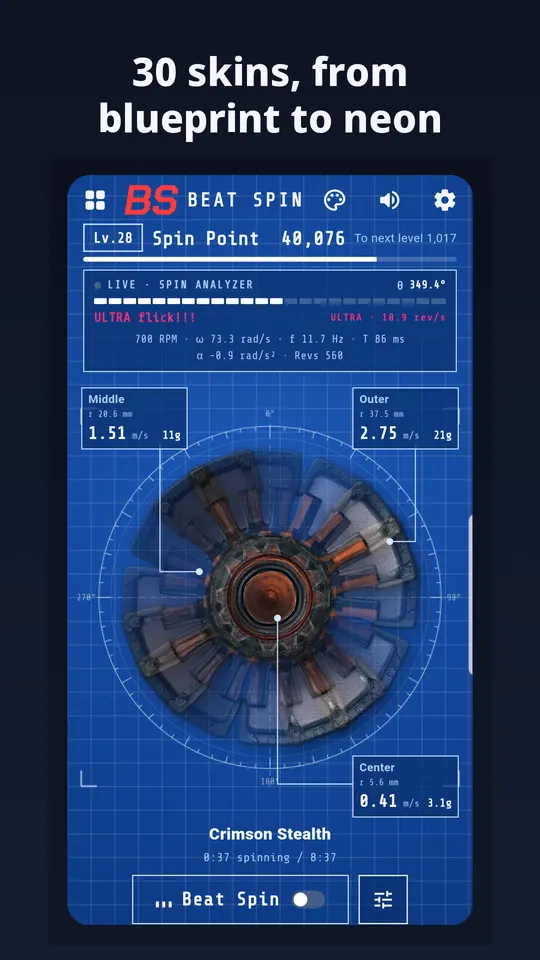 30 skins, from
blueprint to neon
BS BEAT SPIN
Lv.28 Spin Point 40,076 To next level 1,017
LIVE · SPIN ANALYZER θ 349.4°
ULTRA flick!!! ULTRA · 18.9 rev/s
700 RPM · ω 73.3 rad/s · f 11.7 Hz · T 86 ms
α -0.9 rad/s² · Revs 560
Middle
r 20.6 mm
1.51 m/s 11g
Outer
r 37.5 mm
2.75 m/s 21g
0°
270°
90°
180°
Center
r 5.6 mm
0.41 m/s 3.1g
Crimson Stealth
0:37 spinning / 8:37
Beat Spin